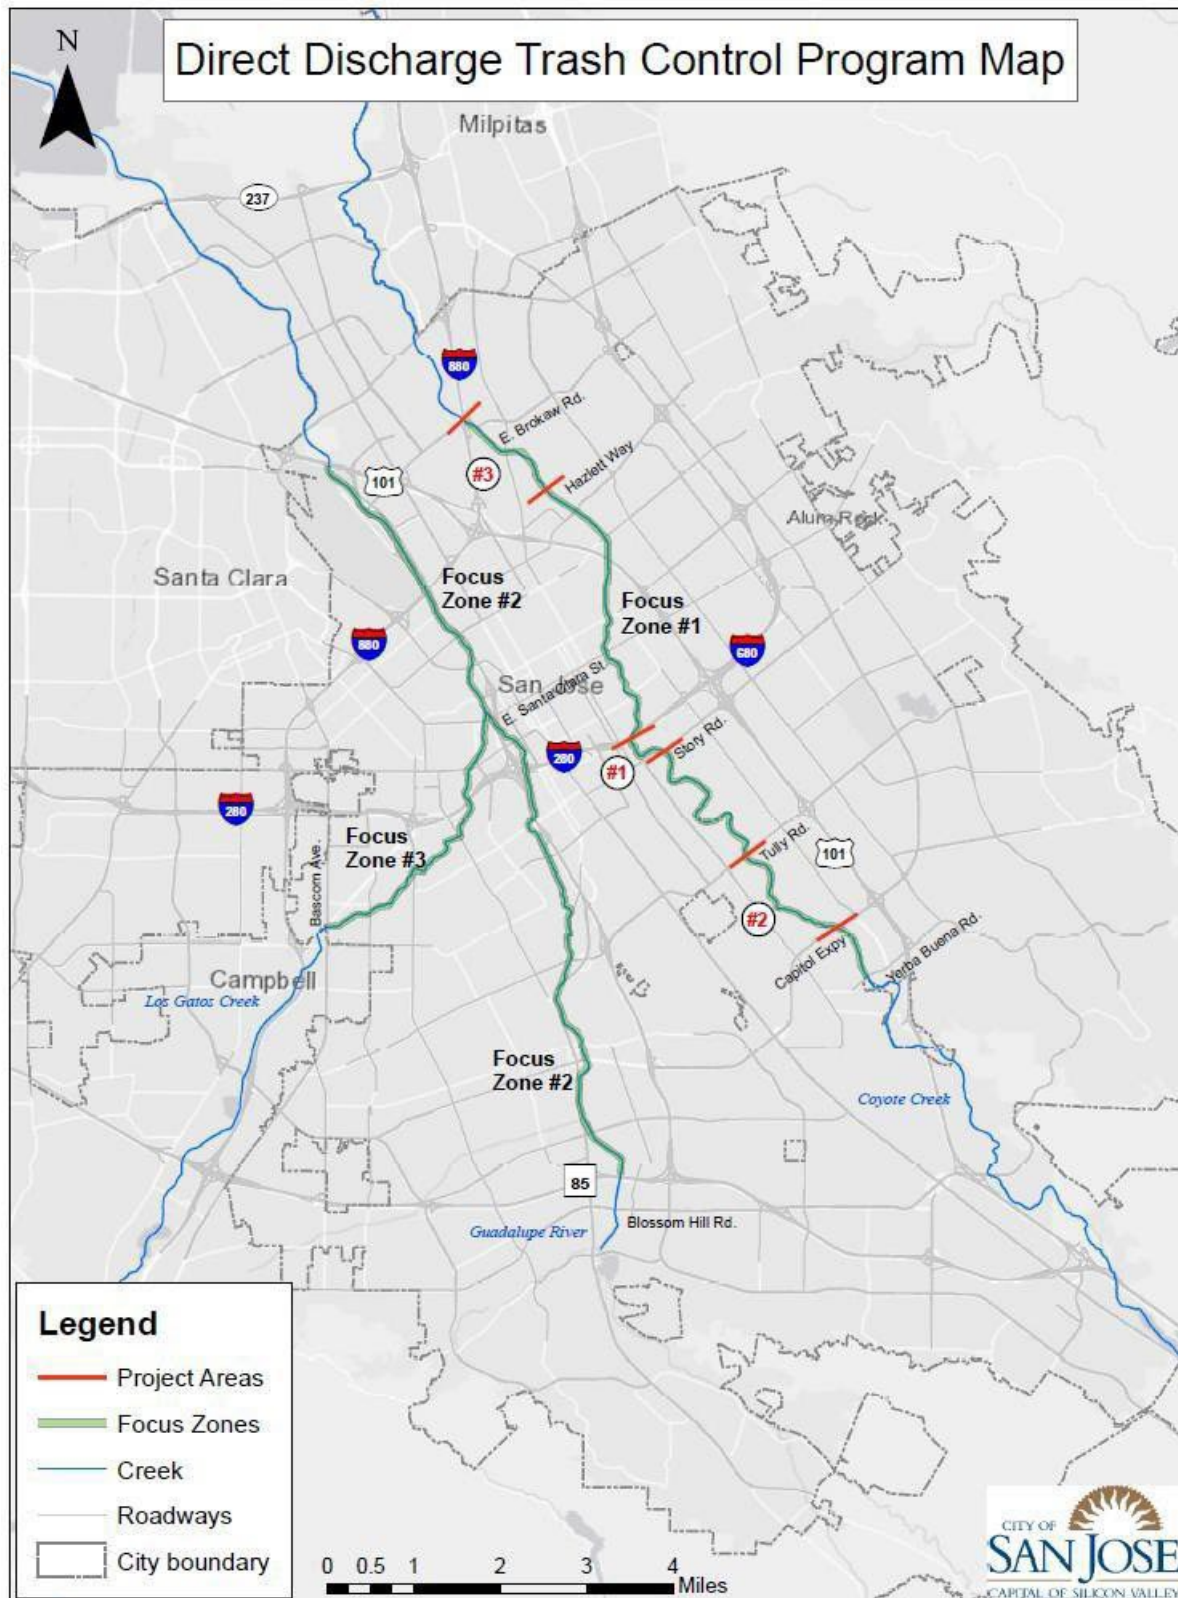 Direct Discharge Trash Control Program Map
N
Milpitas
237
880
E. Brokaw Rd.
#3
Hazlett Way
101
Alum Rock
Santa Clara
Focus
Zone #2
Focus
Zone #1
880
680
San Jose
E. Santa Clara St.
Story Rd.
280
#1
280
Focus
Zone #3
Bascom Ave.
Tully Rd.
101
#2
Capitol Expy
Yerba Buena Rd.
Campbell
Los Gatos Creek
Focus
Zone #2
Coyote Creek
85
Guadalupe River
Blossom Hill Rd.
Legend
Project Areas
Focus Zones
Creek
Roadways
City boundary
0 0.5 1 2 3 4
Miles
CITY OF
SAN JOSE
CAPITAL OF SILICON VALLEY